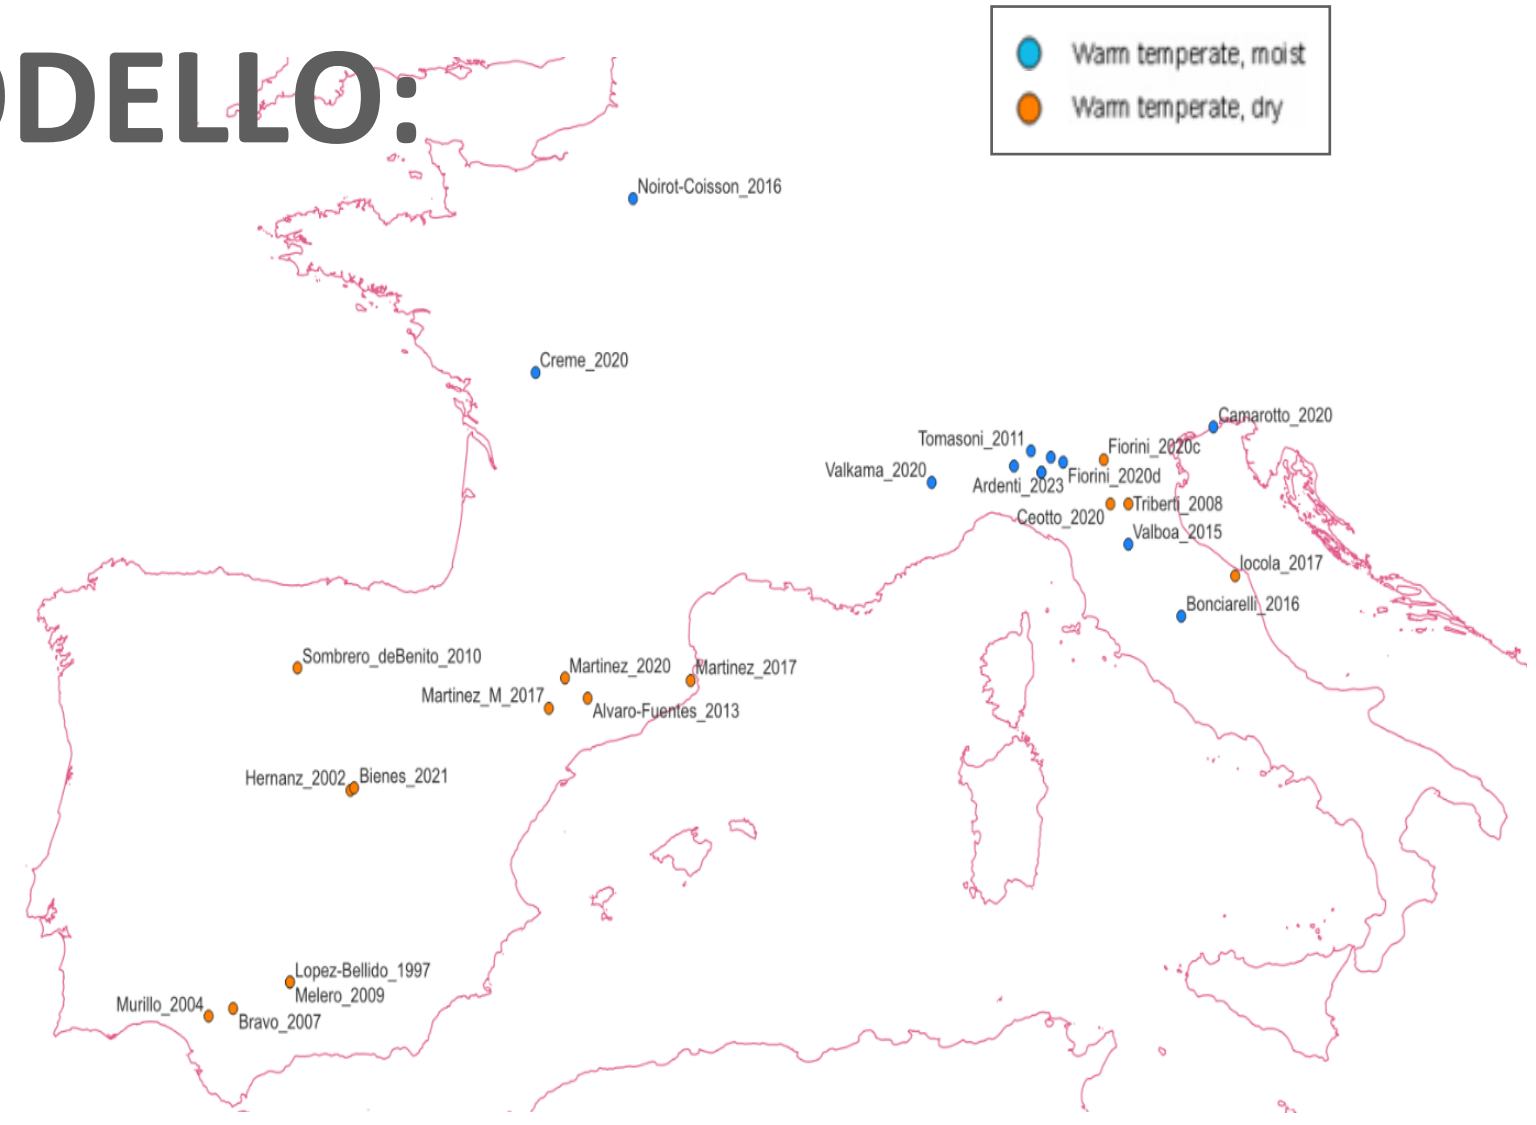 DELLO:
Warm temperate, moist
Warm temperate, dry
Noirot-Coisson_2016
Creme_2020
Camarotto_2020
Tomasoni_2011
Fiorini_2020c
Valkama_2020
Fiorini_2020d
Ardenti_2023
Triberti_2008
Ceotto_2020
Valboa_2015
Iocola_2017
Bonciarelli_2016
Sombrero_deBenito_2010
Martinez_2020
Martinez_2017
Martinez_M_2017
Alvaro-Fuentes_2013
Hernanz_2002
Bienes_2021
Lopez-Bellido_1997
Melero_2009
Murillo_2004
Bravo_2007